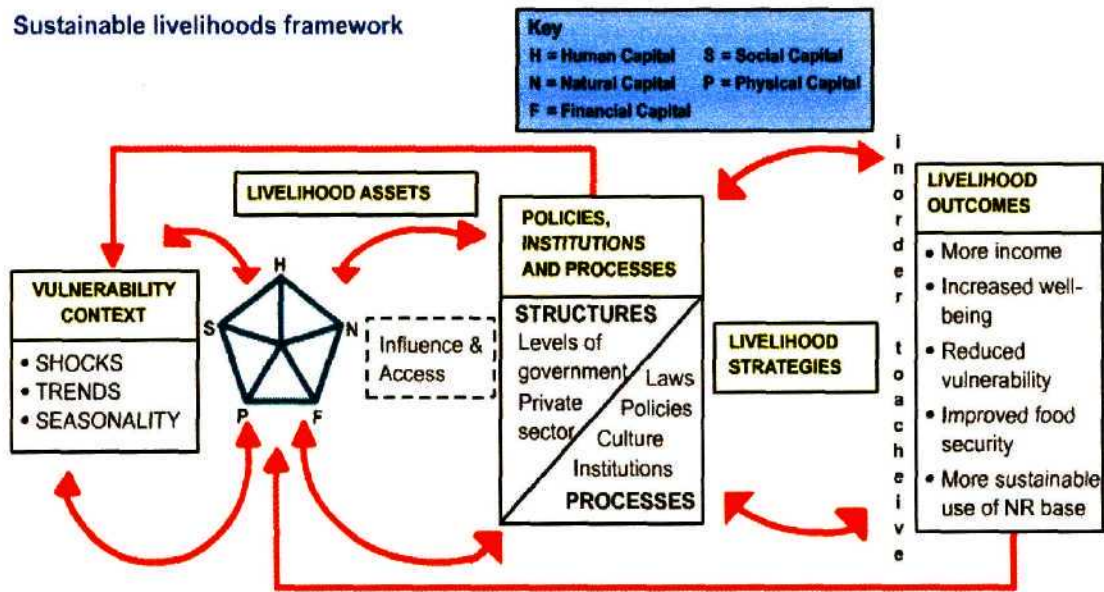 Sustainable livelihoods framework
Key
H = Human Capital S = Social Capital
N = Natural Capital P = Physical Capital
F = Financial Capital
LIVELIHOOD ASSETS
H
S
N
P
F
VULNERABILITY
CONTEXT
• SHOCKS
• TRENDS
• SEASONALITY
Influence &
Access
POLICIES,
INSTITUTIONS
AND PROCESSES
STRUCTURES
Levels of
government
Private
sector
Laws
Policies
Culture
Institutions
PROCESSES
LIVELIHOOD
STRATEGIES
inorder toacheive
LIVELIHOOD
OUTCOMES
• More income
• Increased well-
being
• Reduced
vulnerability
• Improved food
security
• More sustainable
use of NR base